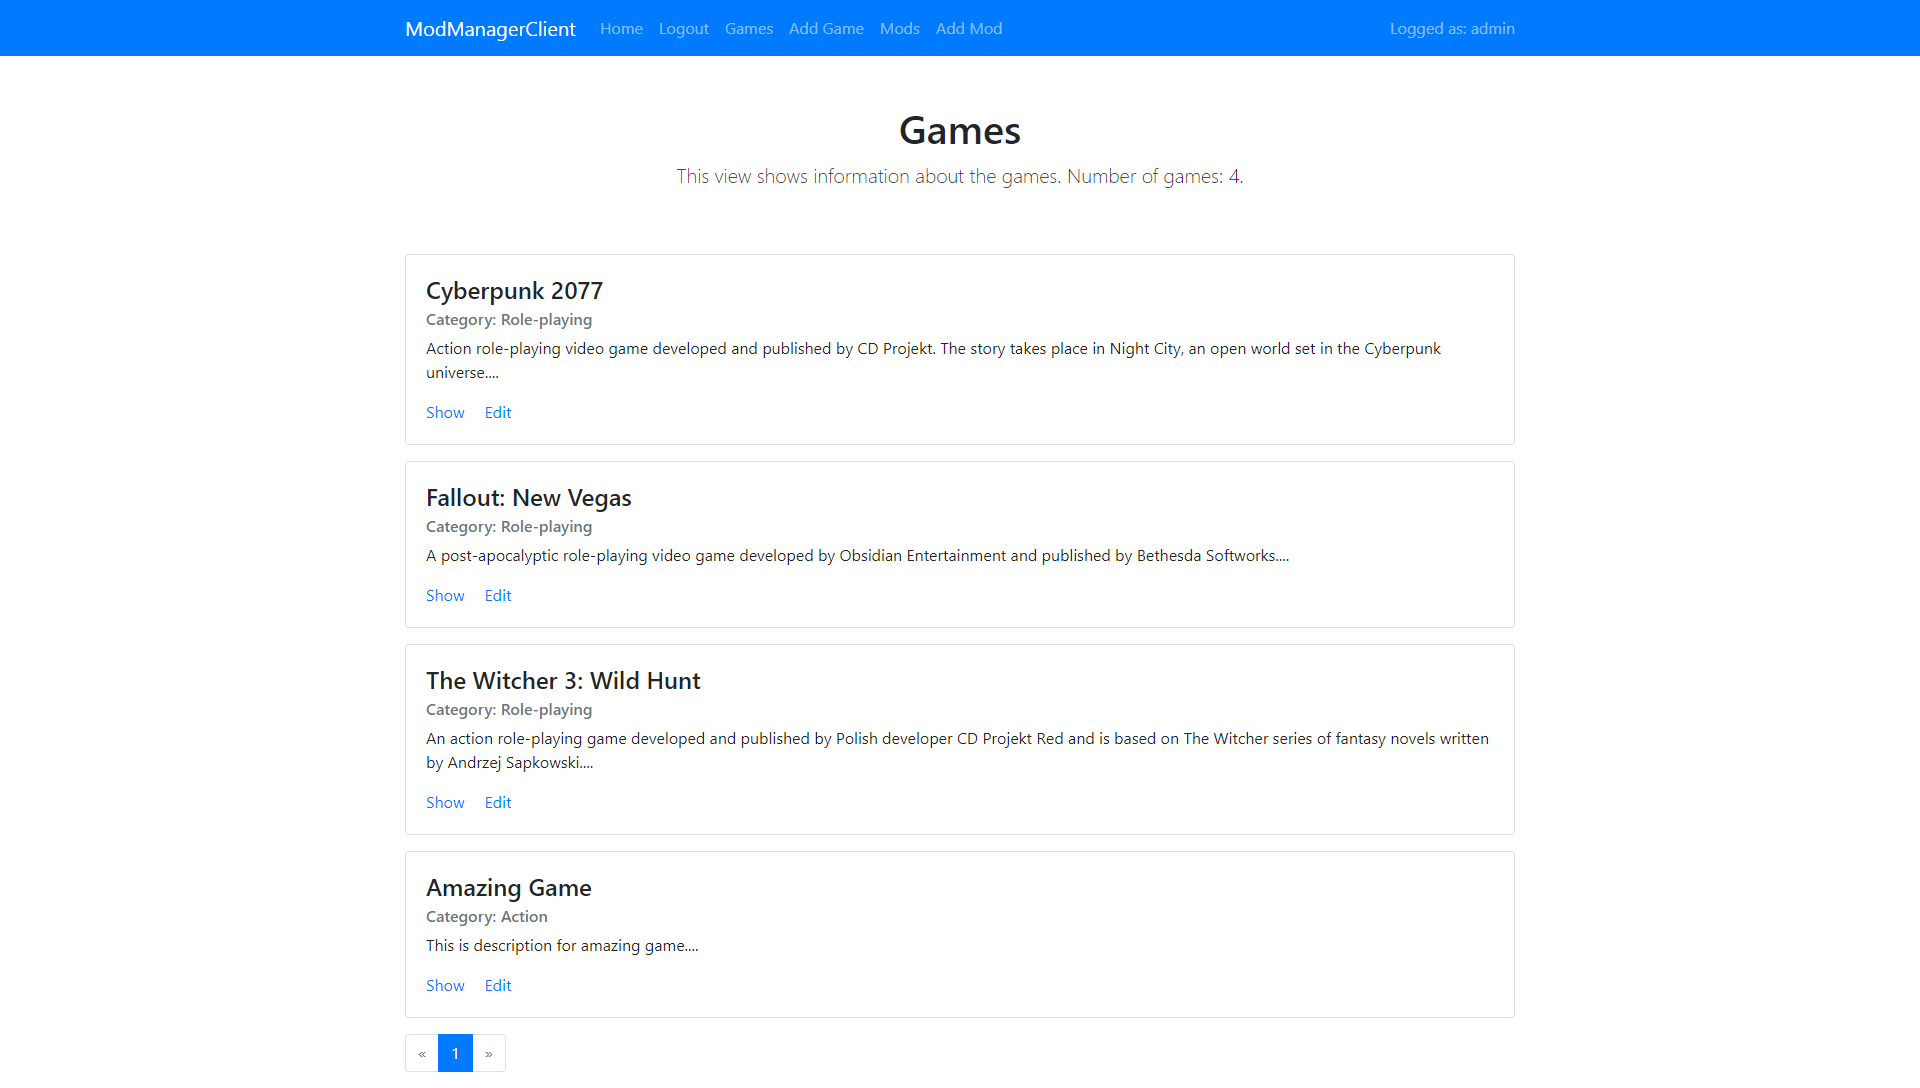 ModManagerClient Home Logout Games Add Game Mods Add Mod Logged as: admin
Games
This view shows information about the games. Number of games: 4.
Cyberpunk 2077
Category: Role-playing
Action role-playing video game developed and published by CD Projekt. The story takes place in Night City, an open world set in the Cyberpunk
universe....
Show Edit
Fallout: New Vegas
Category: Role-playing
A post-apocalyptic role-playing video game developed by Obsidian Entertainment and published by Bethesda Softworks....
Show Edit
The Witcher 3: Wild Hunt
Category: Role-playing
An action role-playing game developed and published by Polish developer CD Projekt Red and is based on The Witcher series of fantasy novels written
by Andrzej Sapkowski....
Show Edit
Amazing Game
Category: Action
This is description for amazing game....
Show Edit
« 1 »